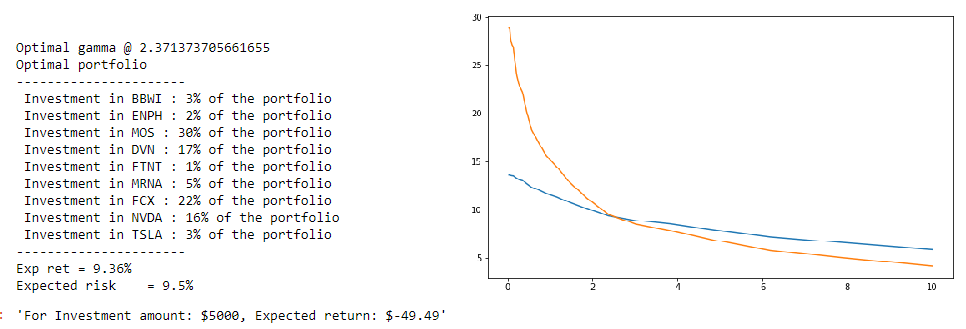 Optimal gamma @ 2.371373705661655
Optimal portfolio
----------------------
Investment in BBWI : 3% of the portfolio
Investment in ENPH : 2% of the portfolio
Investment in MOS : 30% of the portfolio
Investment in DVN : 17% of the portfolio
Investment in FTNT : 1% of the portfolio
Investment in MRNA : 5% of the portfolio
Investment in FCX : 22% of the portfolio
Investment in NVDA : 16% of the portfolio
Investment in TSLA : 3% of the portfolio
----------------------
Exp ret = 9.36%
Expected risk    = 9.5%
: 'For Investment amount: $5000, Expected return: $-49.49'
30
25
20
15
10
5
0 2 4 6 8 10